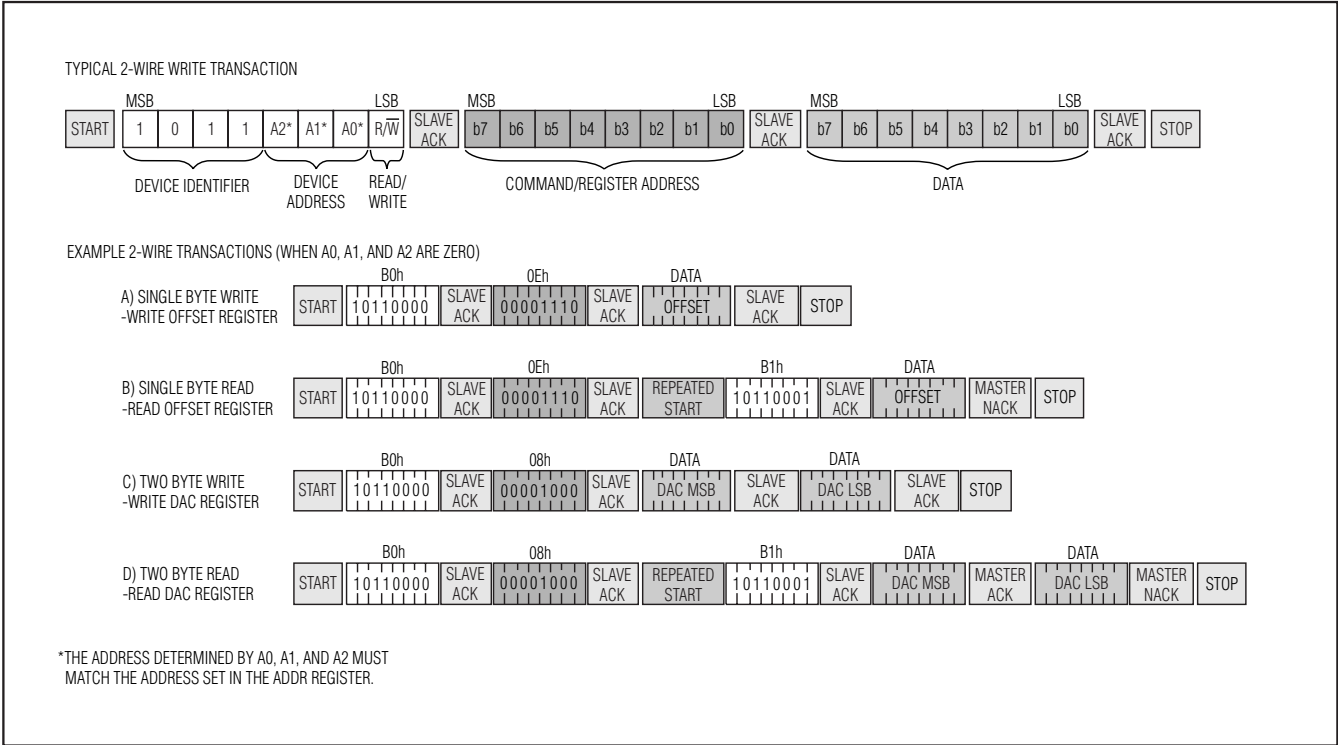 TYPICAL 2-WIRE WRITE TRANSACTION
MSB LSB MSB LSB MSB LSB
START 1 0 1 1 A2* A1* A0* R/W̅ SLAVE ACK b7 b6 b5 b4 b3 b2 b1 b0 SLAVE ACK b7 b6 b5 b4 b3 b2 b1 b0 SLAVE ACK STOP
DEVICE IDENTIFIER DEVICE ADDRESS READ/WRITE COMMAND/REGISTER ADDRESS DATA
EXAMPLE 2-WIRE TRANSACTIONS (WHEN A0, A1, AND A2 ARE ZERO)
B0h 0Eh DATA
A) SINGLE BYTE WRITE
-WRITE OFFSET REGISTER
START 10110000 SLAVE ACK 00001110 SLAVE ACK OFFSET SLAVE ACK STOP
B0h 0Eh B1h DATA
B) SINGLE BYTE READ
-READ OFFSET REGISTER
START 10110000 SLAVE ACK 00001110 SLAVE ACK REPEATED START 10110001 SLAVE ACK OFFSET MASTER NACK STOP
B0h 08h DATA DATA
C) TWO BYTE WRITE
-WRITE DAC REGISTER
START 10110000 SLAVE ACK 00001000 SLAVE ACK DAC MSB SLAVE ACK DAC LSB SLAVE ACK STOP
B0h 08h B1h DATA DATA
D) TWO BYTE READ
-READ DAC REGISTER
START 10110000 SLAVE ACK 00001000 SLAVE ACK REPEATED START 10110001 SLAVE ACK DAC MSB MASTER ACK DAC LSB MASTER NACK STOP
*THE ADDRESS DETERMINED BY A0, A1, AND A2 MUST
MATCH THE ADDRESS SET IN THE ADDR REGISTER.